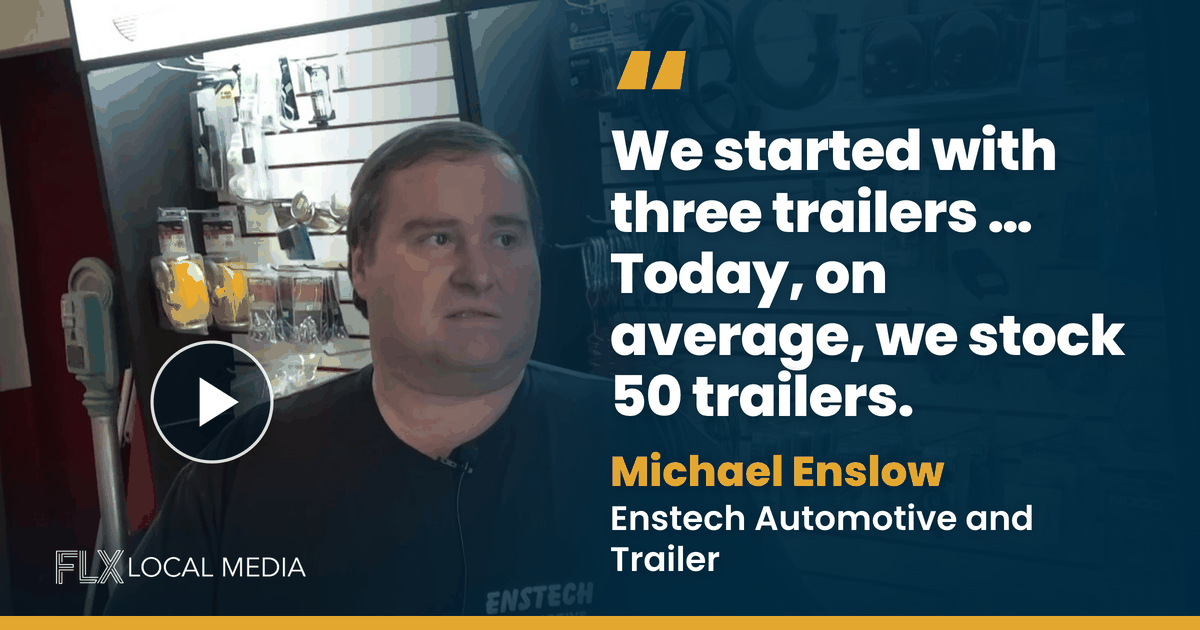 “
We started with
three trailers ...
Today, on
average, we stock
50 trailers.
Michael Enslow
Enstech Automotive and
Trailer
FLX LOCAL MEDIA
ENSTECH